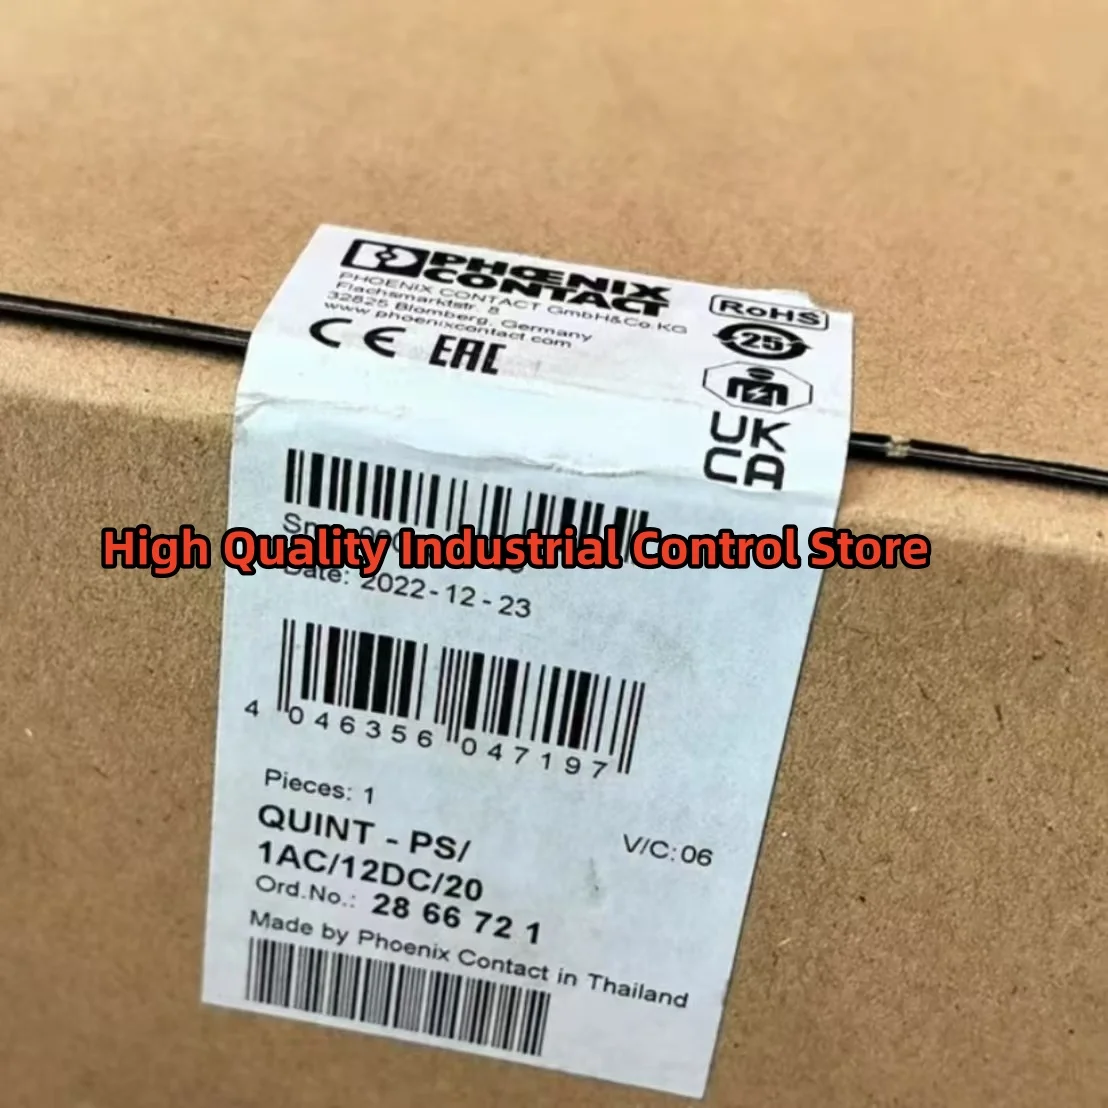 PHOENIX
CONTACT
PHOENIX CONTACT GmbH&Co.KG
Flachsmarktstr. 8
32825 Blomberg, Germany
www.phoenixcontact.com
CE EAC
RoHS
25
UK
CA
High Quality Industrial Control Store
Date: 2022-12-23
4 046356 047197
Pieces: 1
QUINT - PS/
1AC/12DC/20
V/C: 06
Ord.No.: 28 66 72 1
Made by Phoenix Contact in Thailand